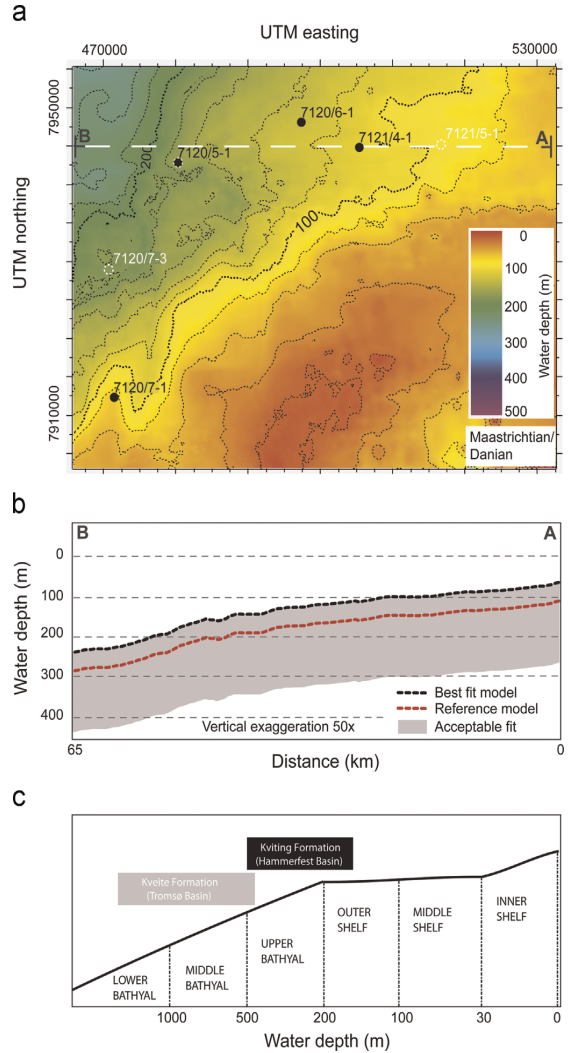 a
UTM easting
470000
530000
7950000
UTM northing
7910000
B
A
200
100
7120/6-1
7121/4-1
7121/5-1
7120/5-1
7120/7-3
7120/7-1
0
100
200
300
400
500
Water depth (m)
Maastrichtian/
Danian
b
B
A
0
100
200
300
400
Water depth (m)
Best fit model
Reference model
Acceptable fit
Vertical exaggeration 50x
65
0
Distance (km)
c
Kviting Formation
(Hammerfest Basin)
Kveite Formation
(Tromsø Basin)
INNER
SHELF
OUTER
SHELF
MIDDLE
SHELF
UPPER
BATHYAL
MIDDLE
BATHYAL
LOWER
BATHYAL
1000
500
200
100
30
0
Water depth (m)